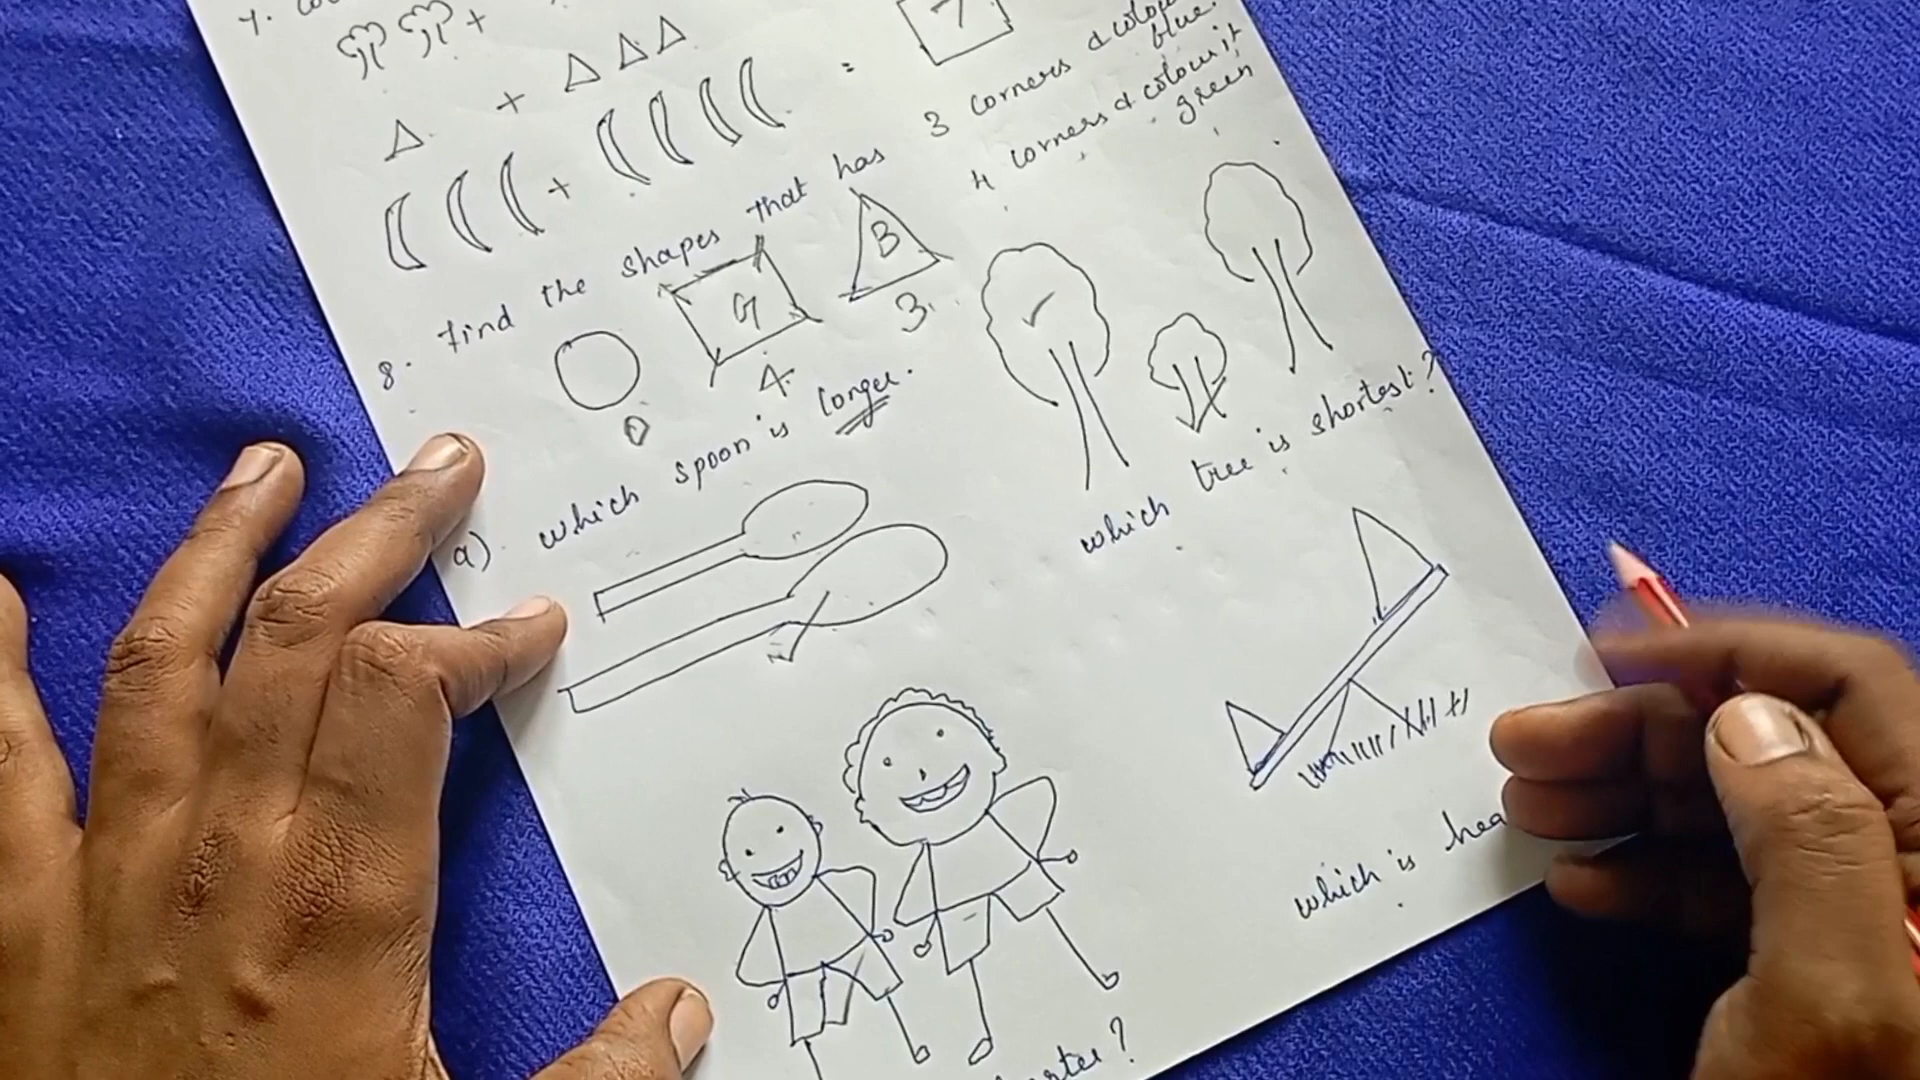 7.
+
7
+
=
+
8. find the shapes that has 3 corners & colour blue.
4 corners & colour it green
G
B
0
4
3
a) which spoon is longer.
which tree is shortest?
which is